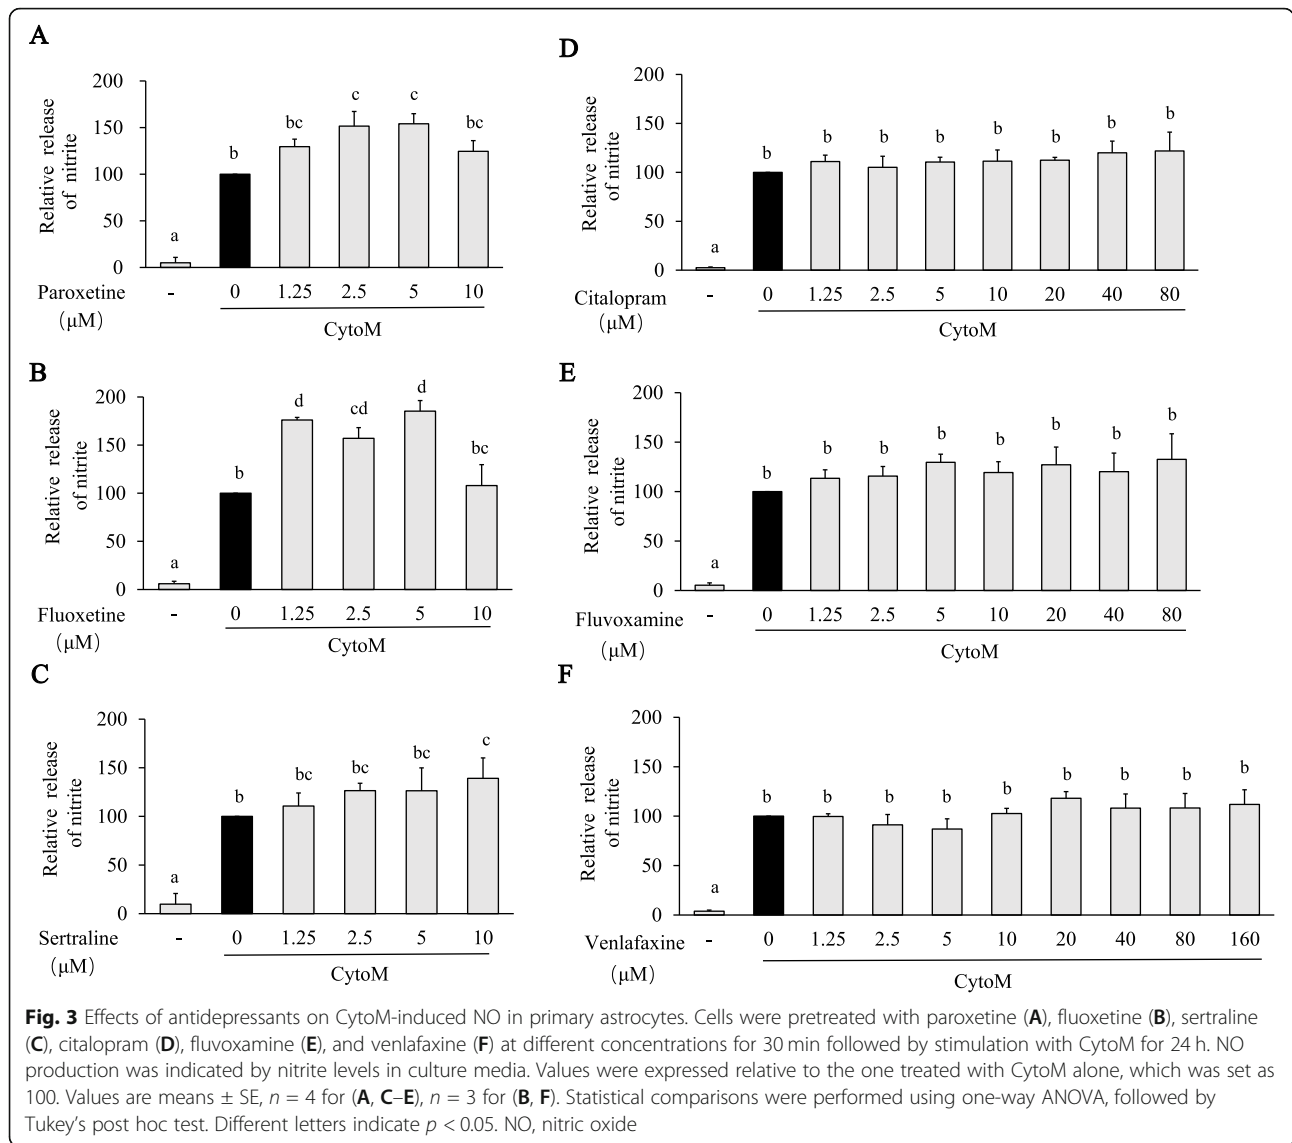 A
Relative release
of nitrite
200
150
100
50
0
a
b
bc
c
c
bc
Paroxetine
(μM)
- 0 1.25 2.5 5 10
CytoM
B
Relative release
of nitrite
200
150
100
50
0
a
b
d
cd
d
bc
Fluoxetine
(μM)
- 0 1.25 2.5 5 10
CytoM
C
Relative release
of nitrite
200
150
100
50
0
a
b
bc
bc
bc
c
Sertraline
(μM)
- 0 1.25 2.5 5 10
CytoM
D
Relative release
of nitrite
200
150
100
50
0
a
b
b
b
b
b
b
b
b
Citalopram
(μM)
- 0 1.25 2.5 5 10 20 40 80
CytoM
E
Relative release
of nitrite
200
150
100
50
0
a
b
b
b
b
b
b
b
b
Fluvoxamine
(μM)
- 0 1.25 2.5 5 10 20 40 80
CytoM
F
Relative release
of nitrite
200
150
100
50
0
a
b
b
b
b
b
b
b
b
b
Venlafaxine
(μM)
- 0 1.25 2.5 5 10 20 40 80 160
CytoM
Fig. 3 Effects of antidepressants on CytoM-induced NO in primary astrocytes. Cells were pretreated with paroxetine (A), fluoxetine (B), sertraline
(C), citalopram (D), fluvoxamine (E), and venlafaxine (F) at different concentrations for 30 min followed by stimulation with CytoM for 24 h. NO
production was indicated by nitrite levels in culture media. Values were expressed relative to the one treated with CytoM alone, which was set as
100. Values are means ± SE, n = 4 for (A, C–E), n = 3 for (B, F). Statistical comparisons were performed using one-way ANOVA, followed by
Tukey's post hoc test. Different letters indicate p < 0.05. NO, nitric oxide